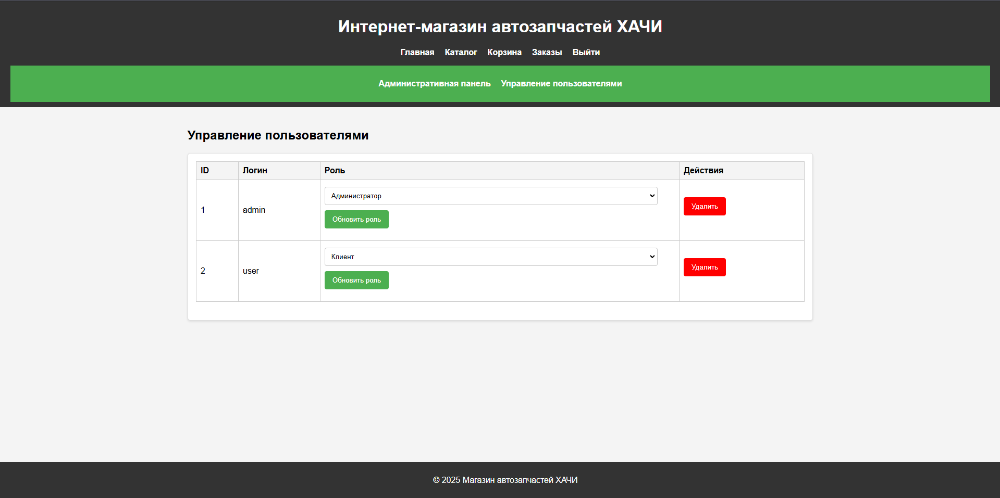 Интернет-магазин автозапчастей ХАЧИ
Главная Каталог Корзина Заказы Выйти
Административная панель Управление пользователями
Управление пользователями
ID Логин Роль Действия
1 admin Администратор Удалить
Обновить роль
2 user Клиент Удалить
Обновить роль
© 2025 Магазин автозапчастей ХАЧИ